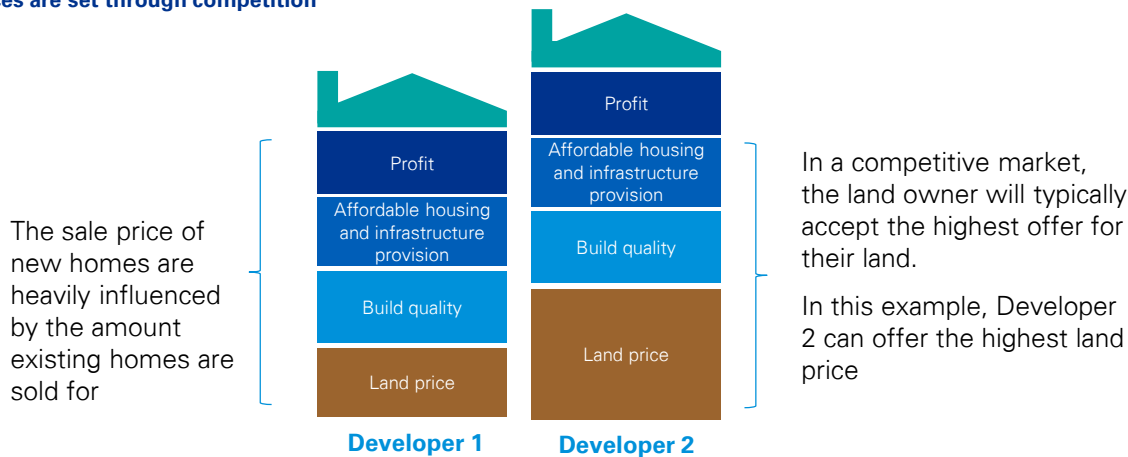 es are set through competition
The sale price of
new homes are
heavily influenced
by the amount
existing homes are
sold for
Profit
Affordable housing
and infrastructure
provision
Build quality
Land price
Developer 1
Profit
Affordable housing
and infrastructure
provision
Build quality
Land price
Developer 2
In a competitive market,
the land owner will typically
accept the highest offer for
their land.
In this example, Developer
2 can offer the highest land
price